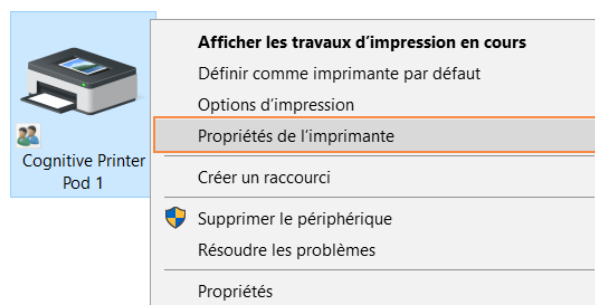 Afficher les travaux d'impression en cours
Définir comme imprimante par défaut
Options d'impression
Propriétés de l'imprimante
Cognitive Printer
Pod 1
Créer un raccourci
Supprimer le périphérique
Résoudre les problèmes
Propriétés